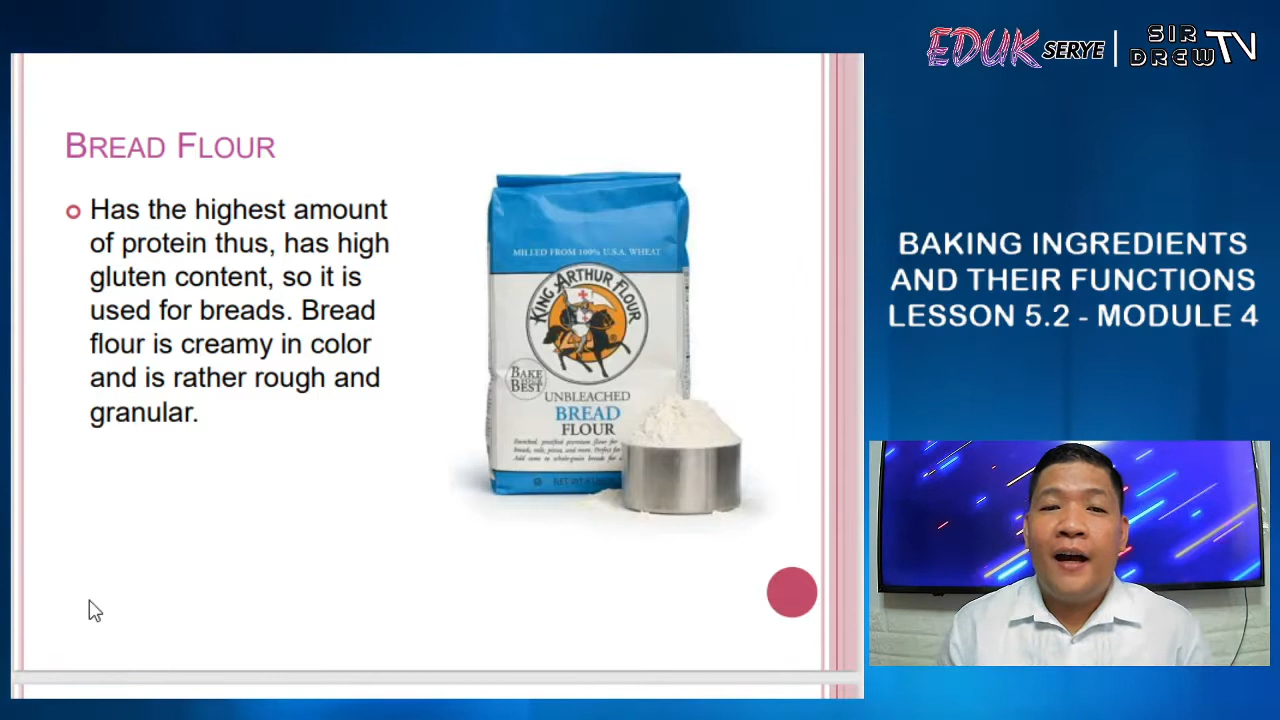 EDUK SERYE
SIR DREW TV
BREAD FLOUR
Has the highest amount
of protein thus, has high
gluten content, so it is
used for breads. Bread
flour is creamy in color
and is rather rough and
granular.
MILLED FROM 100% U.S.A. WHEAT
KING ARTHUR FLOUR
BAKE
BEST
UNBLEACHED
BREAD
FLOUR
BAKING INGREDIENTS
AND THEIR FUNCTIONS
LESSON 5.2 - MODULE 4